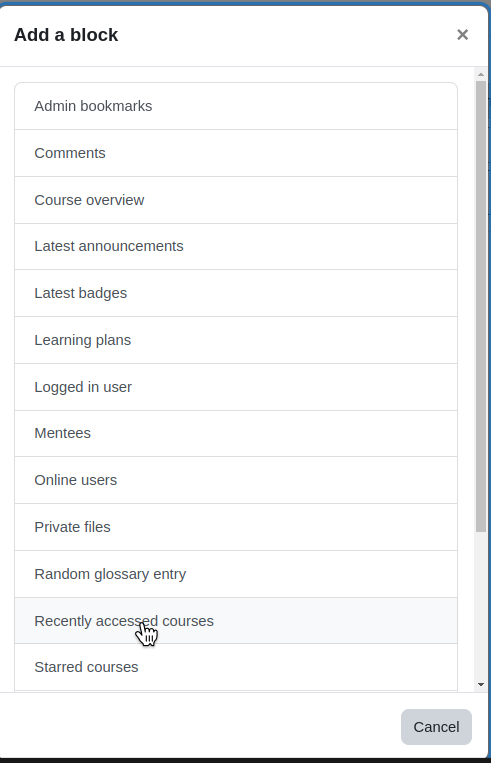 Add a block
×
Admin bookmarks
Comments
Course overview
Latest announcements
Latest badges
Learning plans
Logged in user
Mentees
Online users
Private files
Random glossary entry
Recently accessed courses
Starred courses
Cancel